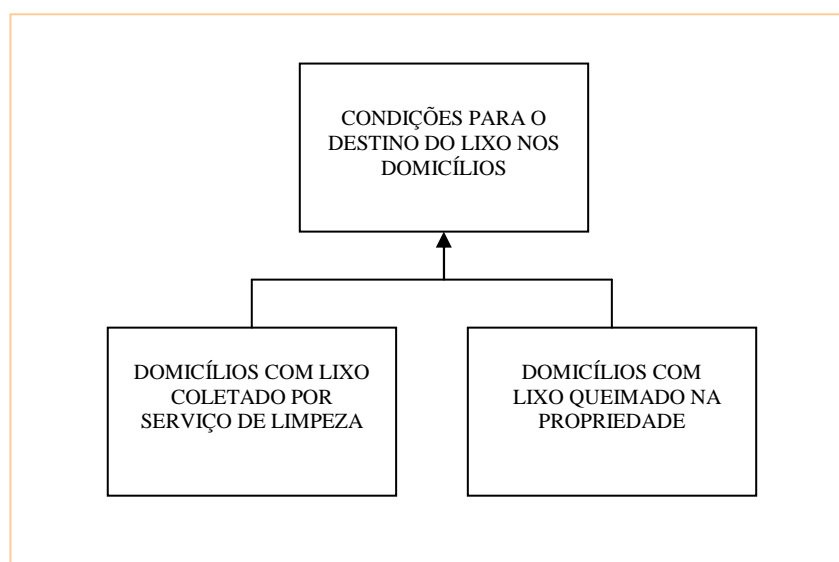 CONDIÇÕES PARA O
DESTINO DO LIXO NOS
DOMICÍLIOS
DOMICÍLIOS COM LIXO
COLETADO POR
SERVIÇO DE LIMPEZA
DOMICÍLIOS COM
LIXO QUEIMADO NA
PROPRIEDADE